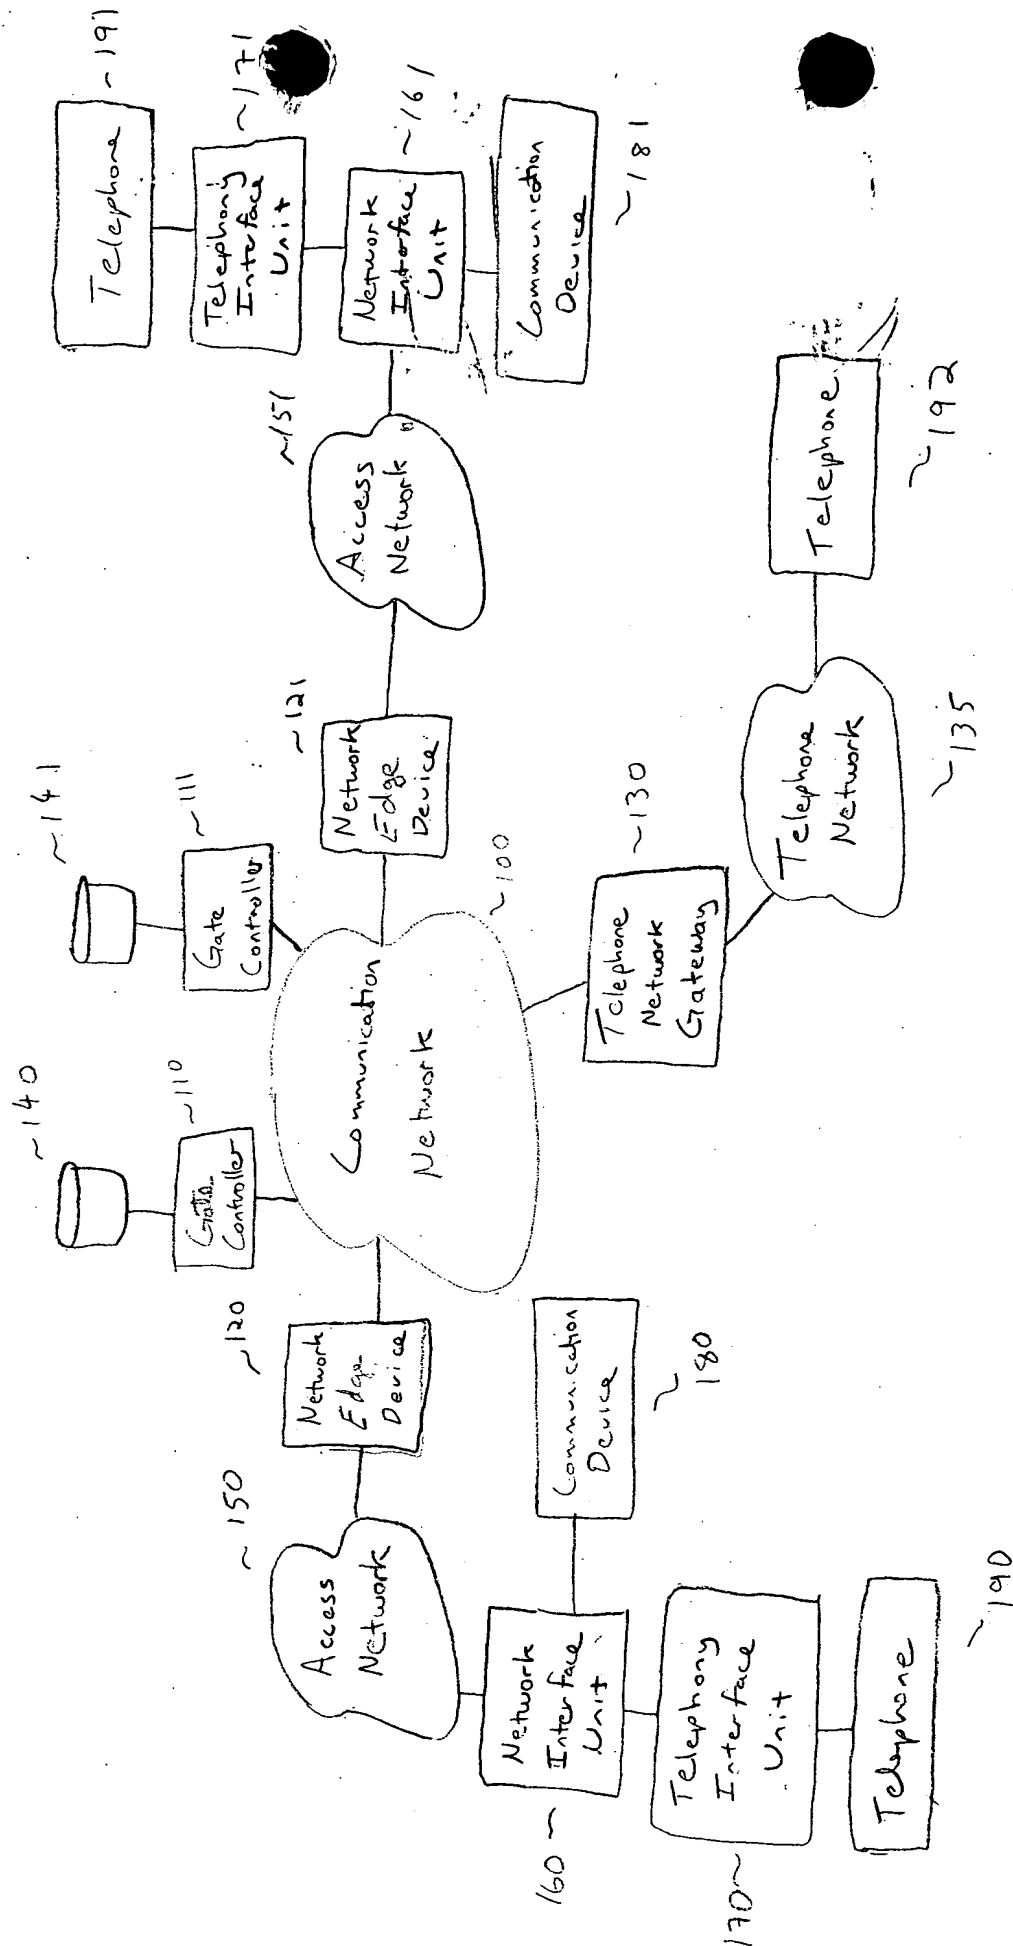 ~140
~141
~110
Gate
Controller
~111
Gate
Controller
Telephone
~191
Telephony
Interface
Unit
~171
~150
Access
Network
~120
Network
Edge
Device
Communication
Network
~100
~121
Network
Edge
Device
~151
Access
Network
Network
Interface
Unit
~161
Communication
Device
~181
160~
Network
Interface
Unit
Communication
Device
~180
Telephone
Network
Gateway
~130
170~
Telephony
Interface
Unit
Telephone
~190
Telephone
Network
~135
Telephone
~192